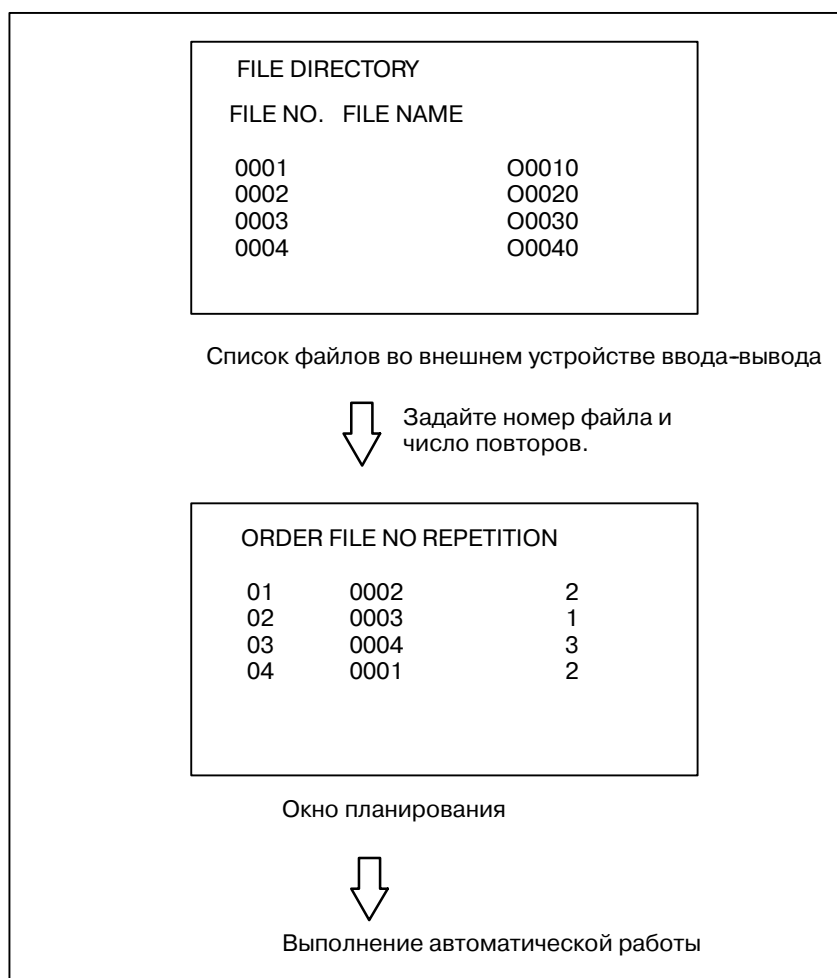 FILE DIRECTORY
FILE NO. FILE NAME
0001 O0010
0002 O0020
0003 O0030
0004 O0040
Список файлов во внешнем устройстве ввода-вывода
Задайте номер файла и
число повторов.
ORDER FILE NO REPETITION
01 0002 2
02 0003 1
03 0004 3
04 0001 2
Окно планирования
Выполнение автоматической работы